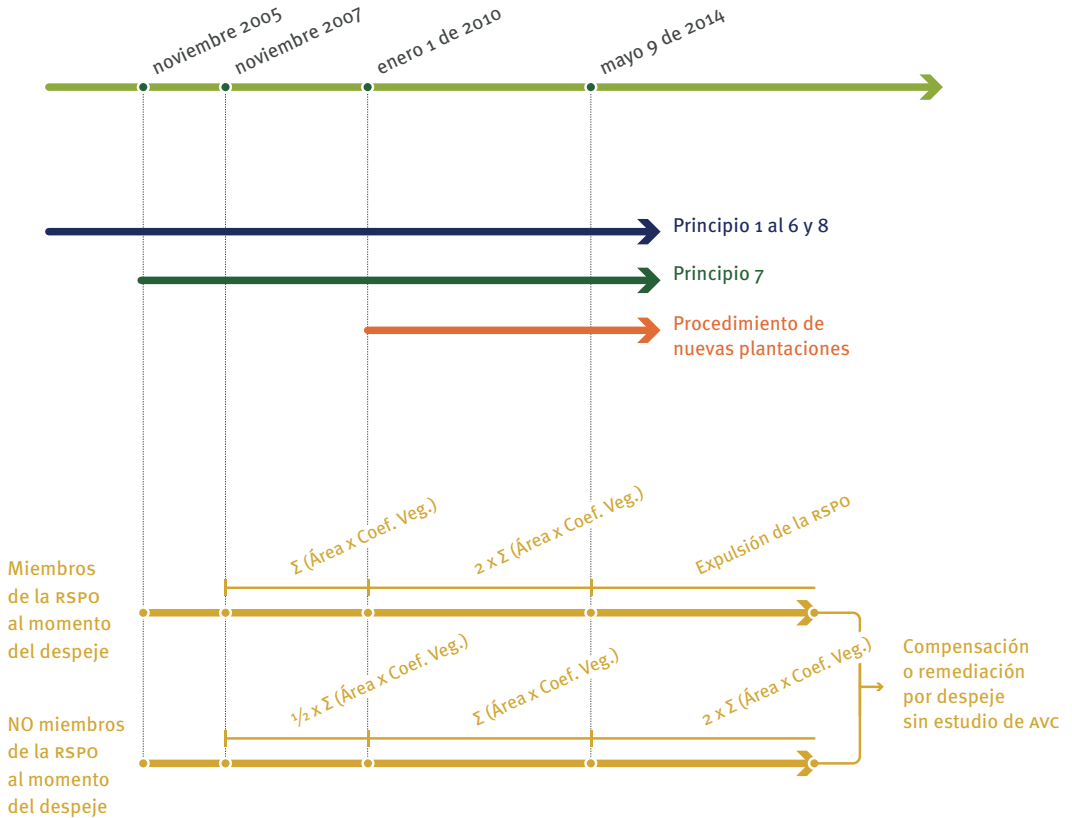 noviembre 2005
noviembre 2007
enero 1 de 2010
mayo 9 de 2014
Principio 1 al 6 y 8
Principio 7
Procedimiento de
nuevas plantaciones
Σ (Área x Coef. Veg.)
2 x Σ (Área x Coef. Veg.)
Expulsión de la RSPO
Miembros
de la RSPO
al momento
del despeje
½ x Σ (Área x Coef. Veg.)
Σ (Área x Coef. Veg.)
2 x Σ (Área x Coef. Veg.)
NO miembros
de la RSPO
al momento
del despeje
Compensación
o remediación
por despeje
sin estudio de AVC